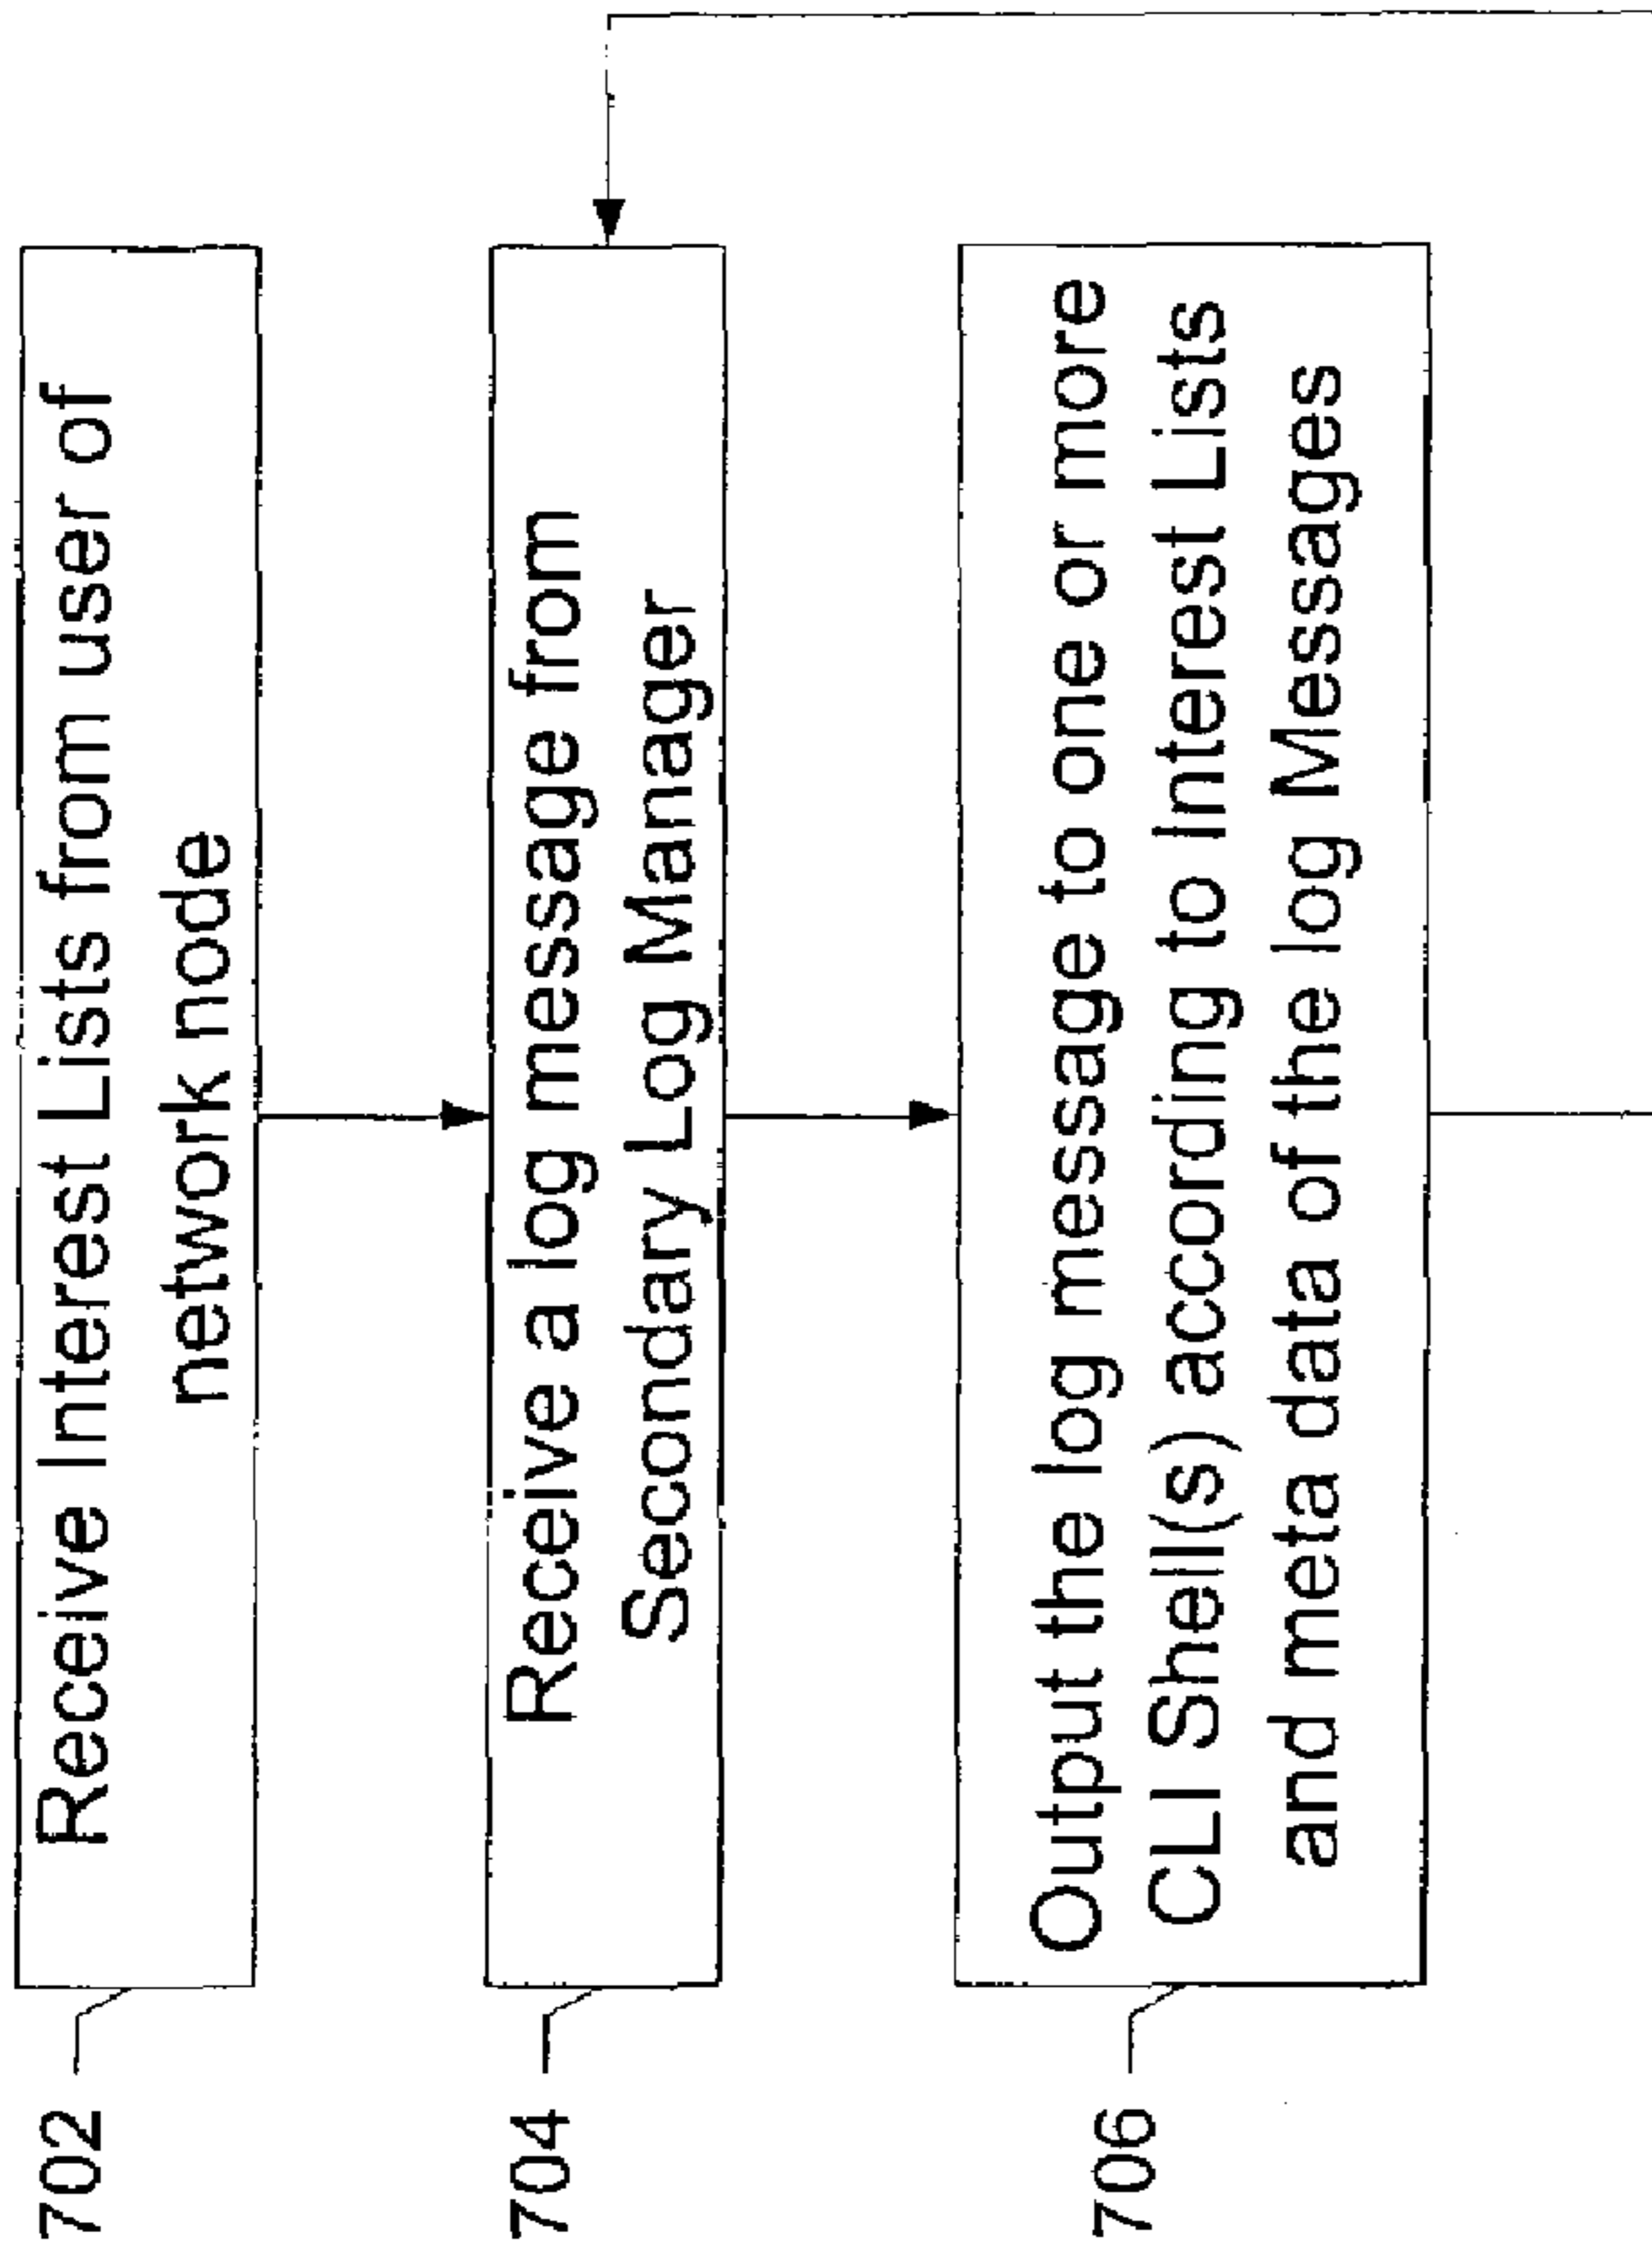 702
Receive Interest Lists from user of
network node
704
Receive a log message from
Secondary Log Manager
706
Output the log message to one or more
CLI Shell(s) according to Interest Lists
and meta data of the log Messages